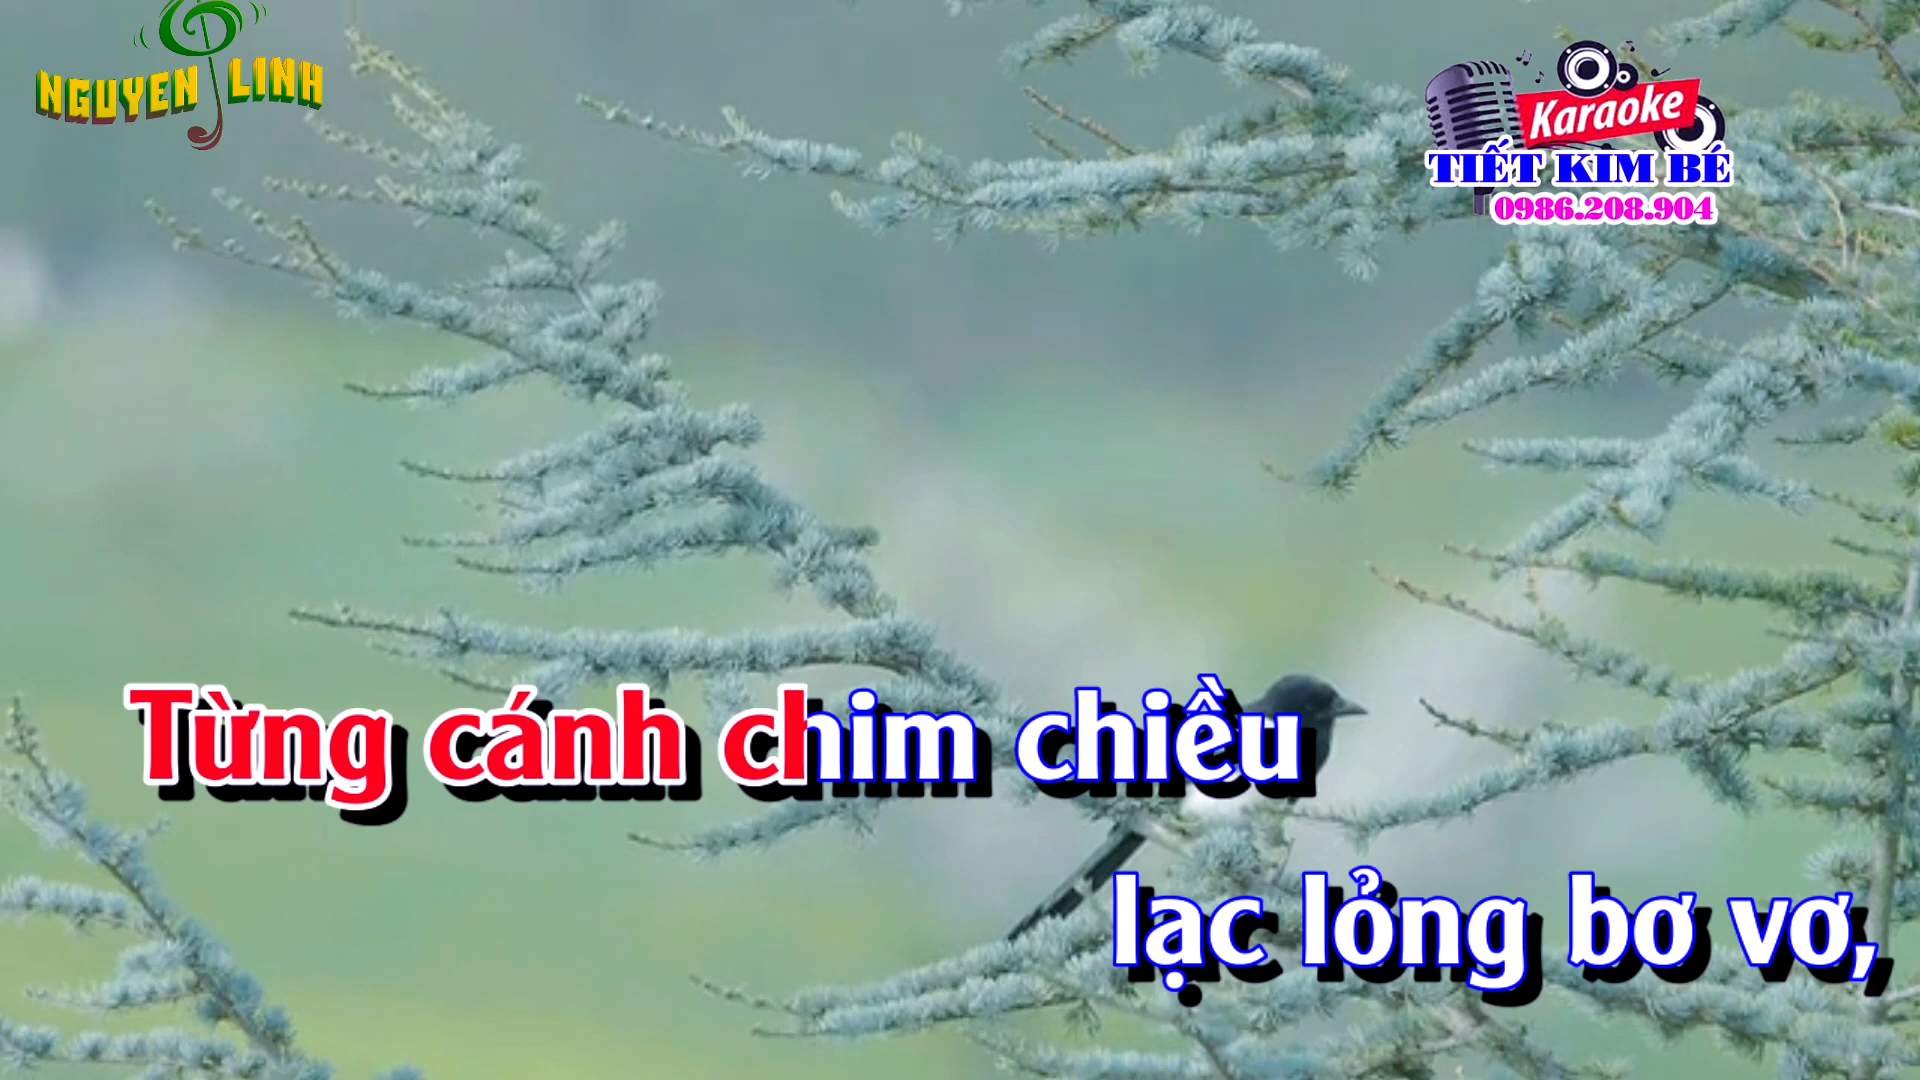 NGUYEN LINH
Karaoke
TIẾT KIM BÉ
0986.208.904
Từng cánh chim chiều
lạc lỏng bơ vơ,